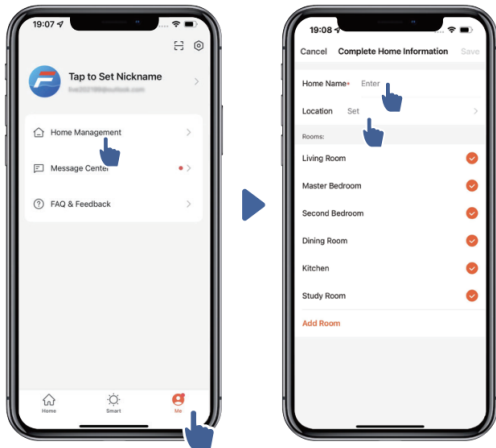 19:07
Tap to Set Nickname
Home Management
Message Center
FAQ & Feedback
Home
Smart
Me
19:08
Cancel Complete Home Information Save
Home Name* Enter
Location Set
Rooms:
Living Room
Master Bedroom
Second Bedroom
Dining Room
Kitchen
Study Room
Add Room